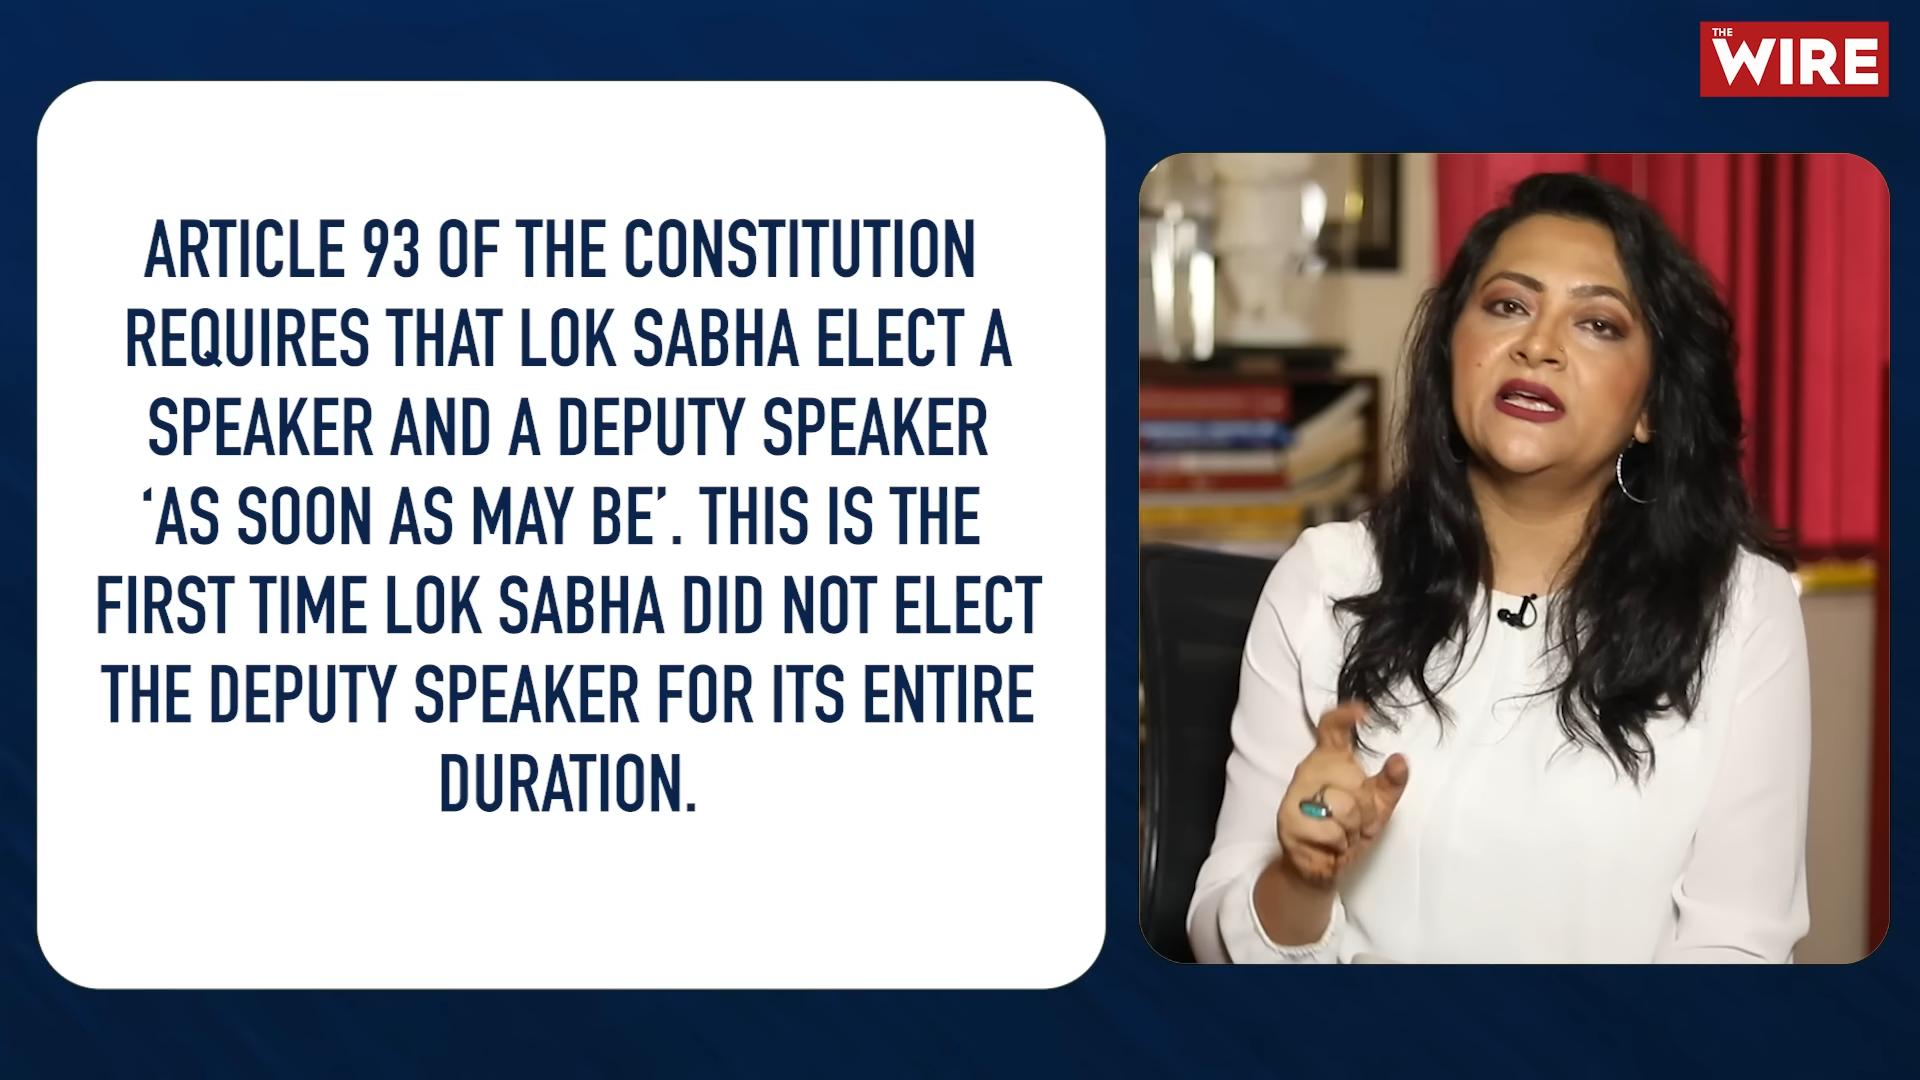 THE
WIRE
ARTICLE 93 OF THE CONSTITUTION
REQUIRES THAT LOK SABHA ELECT A
SPEAKER AND A DEPUTY SPEAKER
‘AS SOON AS MAY BE’. THIS IS THE
FIRST TIME LOK SABHA DID NOT ELECT
THE DEPUTY SPEAKER FOR ITS ENTIRE
DURATION.